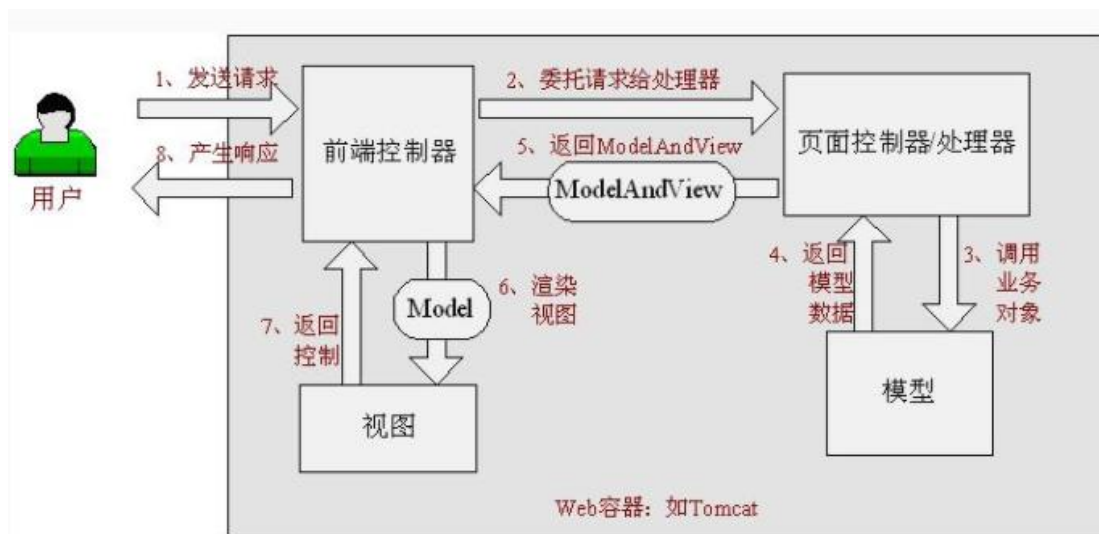 1、发送请求
2、委托请求给处理器
前端控制器
页面控制器/处理器
5、返回ModelAndView
ModelAndView
8、产生响应
用户
4、返回
模型
数据
3、调用
业务
对象
6、渲染
视图
Model
7、返回
控制
视图
模型
Web容器：如Tomcat